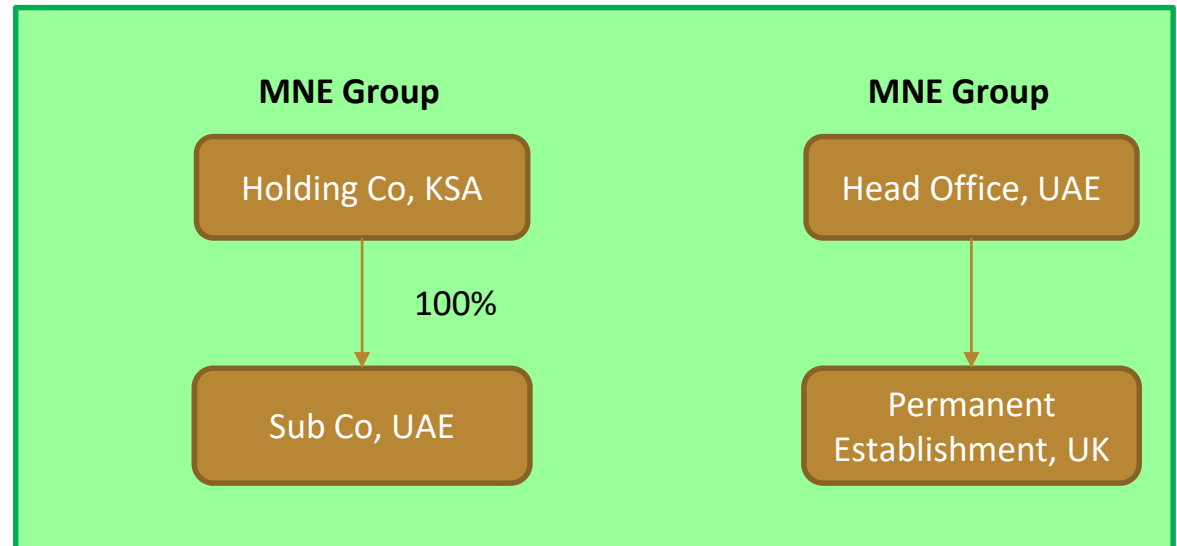 MNE Group
Holding Co, KSA
100%
Sub Co, UAE
MNE Group
Head Office, UAE
Permanent
Establishment, UK